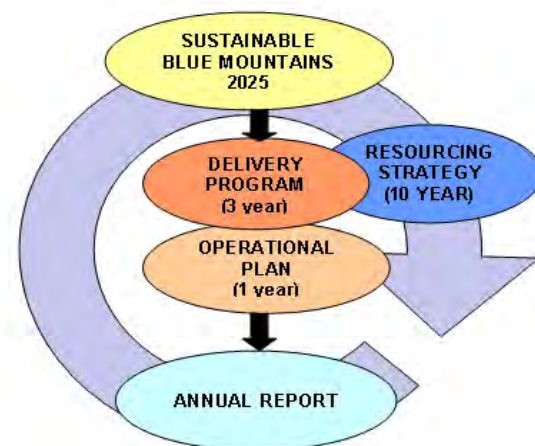 SUSTAINABLE
BLUE MOUNTAINS
2025
DELIVERY
PROGRAM
(3 year)
RESOURCING
STRATEGY
(10 YEAR)
OPERATIONAL
PLAN
(1 year)
ANNUAL REPORT